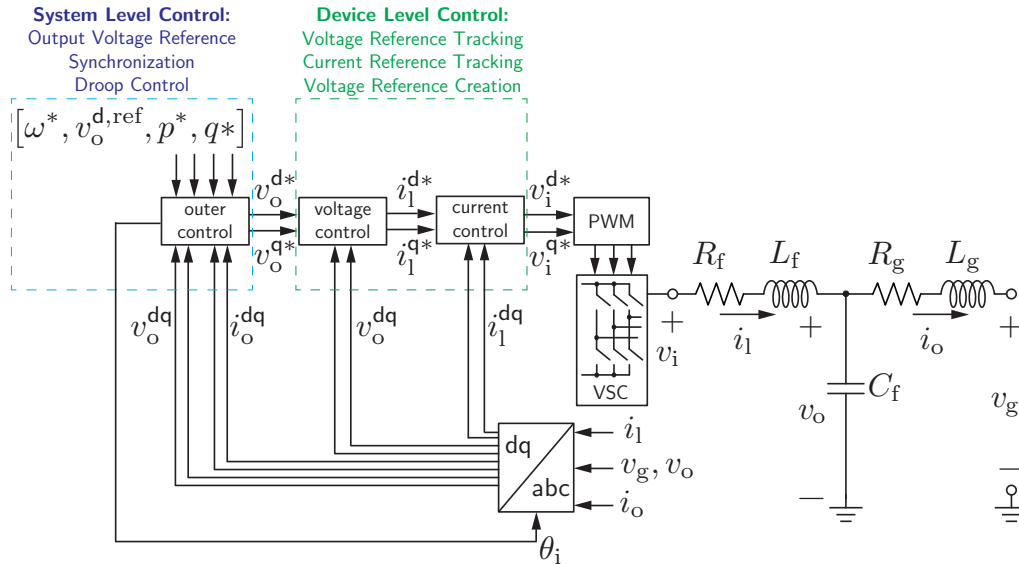 System Level Control:
Output Voltage Reference
Synchronization
Droop Control
Device Level Control:
Voltage Reference Tracking
Current Reference Tracking
Voltage Reference Creation
[ω*, v_o^{d,ref}, p*, q*]
outer
control
v_o^{d*}
v_o^{q*}
voltage
control
i_l^{d*}
i_l^{q*}
current
control
v_i^{d*}
v_i^{q*}
PWM
VSC
R_f
L_f
R_g
L_g
+
v_i
i_l
+
i_o
+
v_o^{dq}
i_o^{dq}
v_o^{dq}
i_l^{dq}
v_o
C_f
v_g
−
−
dq
abc
i_l
v_g, v_o
i_o
θ_i